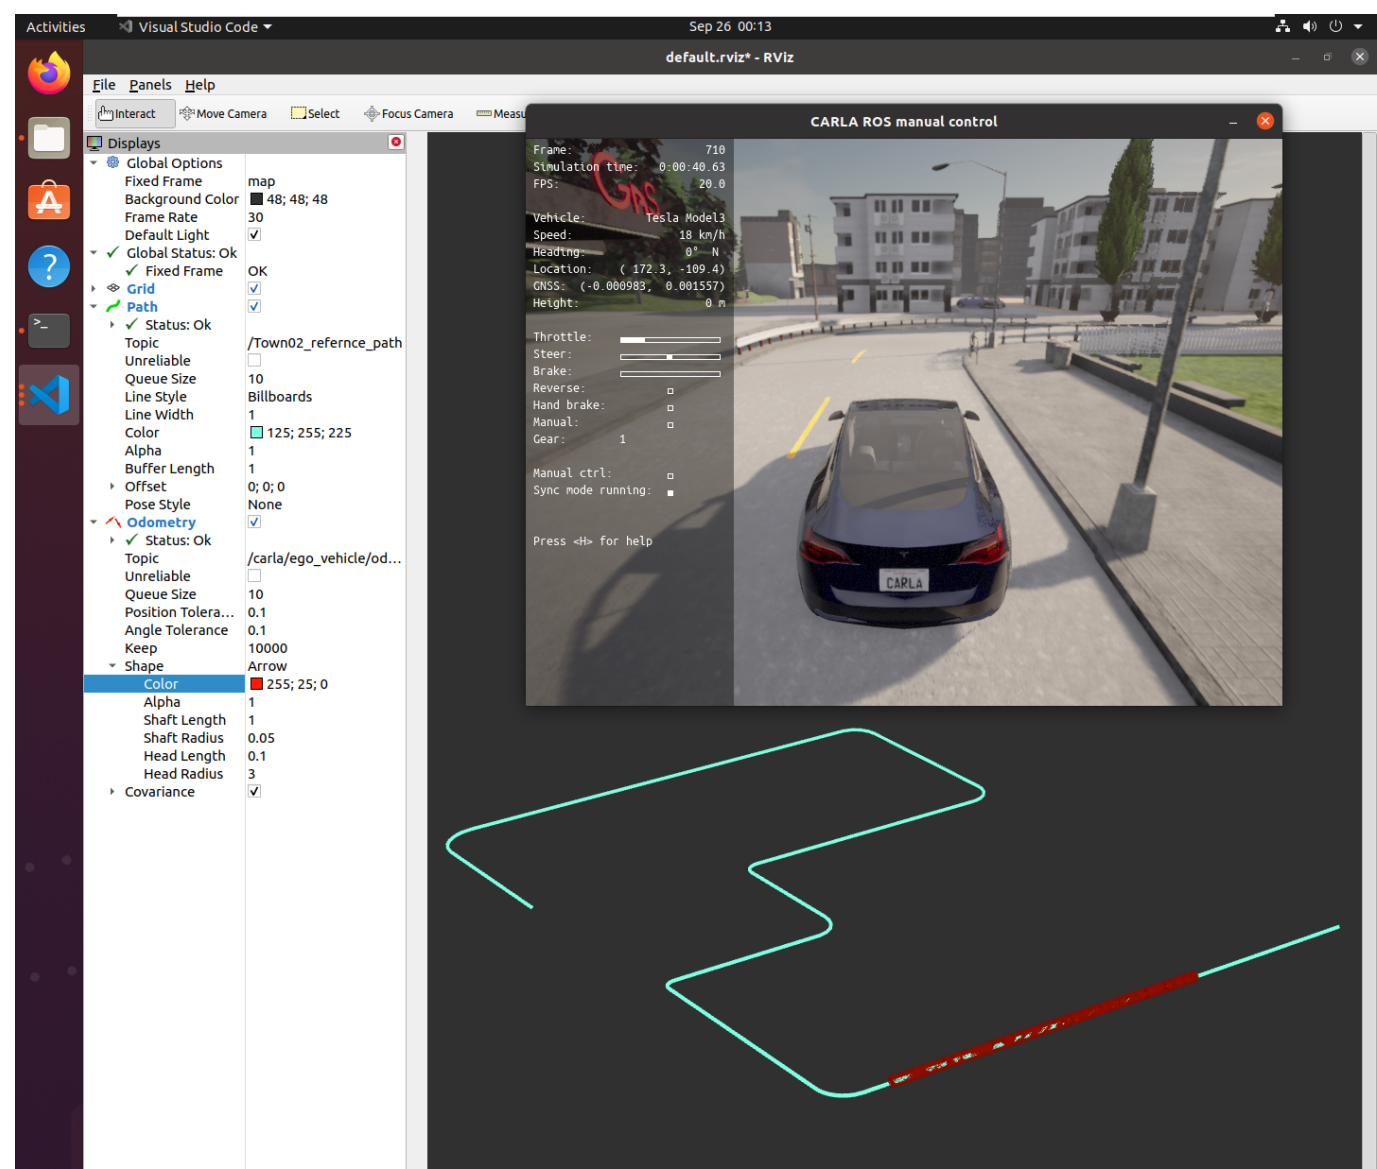 Activities Visual Studio Code Sep 26 00:13
default.rviz* - RViz
File Panels Help
Interact Move Camera Select Focus Camera Measu
CARLA ROS manual control
Displays
Global Options
Fixed Frame map
Background Color 48; 48; 48
Frame Rate 30
Default Light
Global Status: Ok
Fixed Frame OK
Grid
Path
Status: Ok
Topic /Town02_refernce_path
Unreliable
Queue Size 10
Line Style Billboards
Line Width 1
Color 125; 255; 225
Alpha 1
Buffer Length 1
Offset 0; 0; 0
Pose Style None
Odometry
Status: Ok
Topic /carla/ego_vehicle/od...
Unreliable
Queue Size 10
Position Tolera... 0.1
Angle Tolerance 0.1
Keep 10000
Shape Arrow
Color 255; 25; 0
Alpha 1
Shaft Length 1
Shaft Radius 0.05
Head Length 0.1
Head Radius 3
Covariance
Frame: 710
Simulation time: 0:00:40.63
FPS: 20.0
Vehicle: Tesla Model3
Speed: 18 km/h
Heading: 0° N
Location: ( 172.3, -109.4)
GNSS: (-0.000983, 0.001557)
Height: 0 m
Throttle:
Steer:
Brake:
Reverse:
Hand brake:
Manual:
Gear: 1
Manual ctrl:
Sync mode running:
Press <H> for help
GAS
CARLA